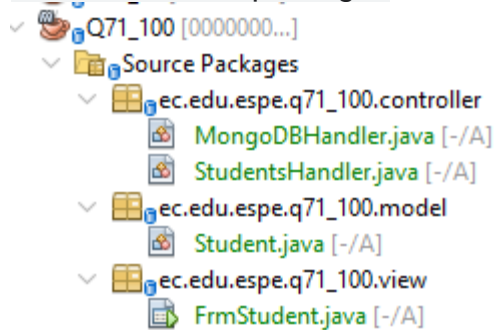 Q71_100 [0000000...]
Source Packages
ec.edu.espe.q71_100.controller
MongoDBHandler.java [-/A]
StudentsHandler.java [-/A]
ec.edu.espe.q71_100.model
Student.java [-/A]
ec.edu.espe.q71_100.view
FrmStudent.java [-/A]